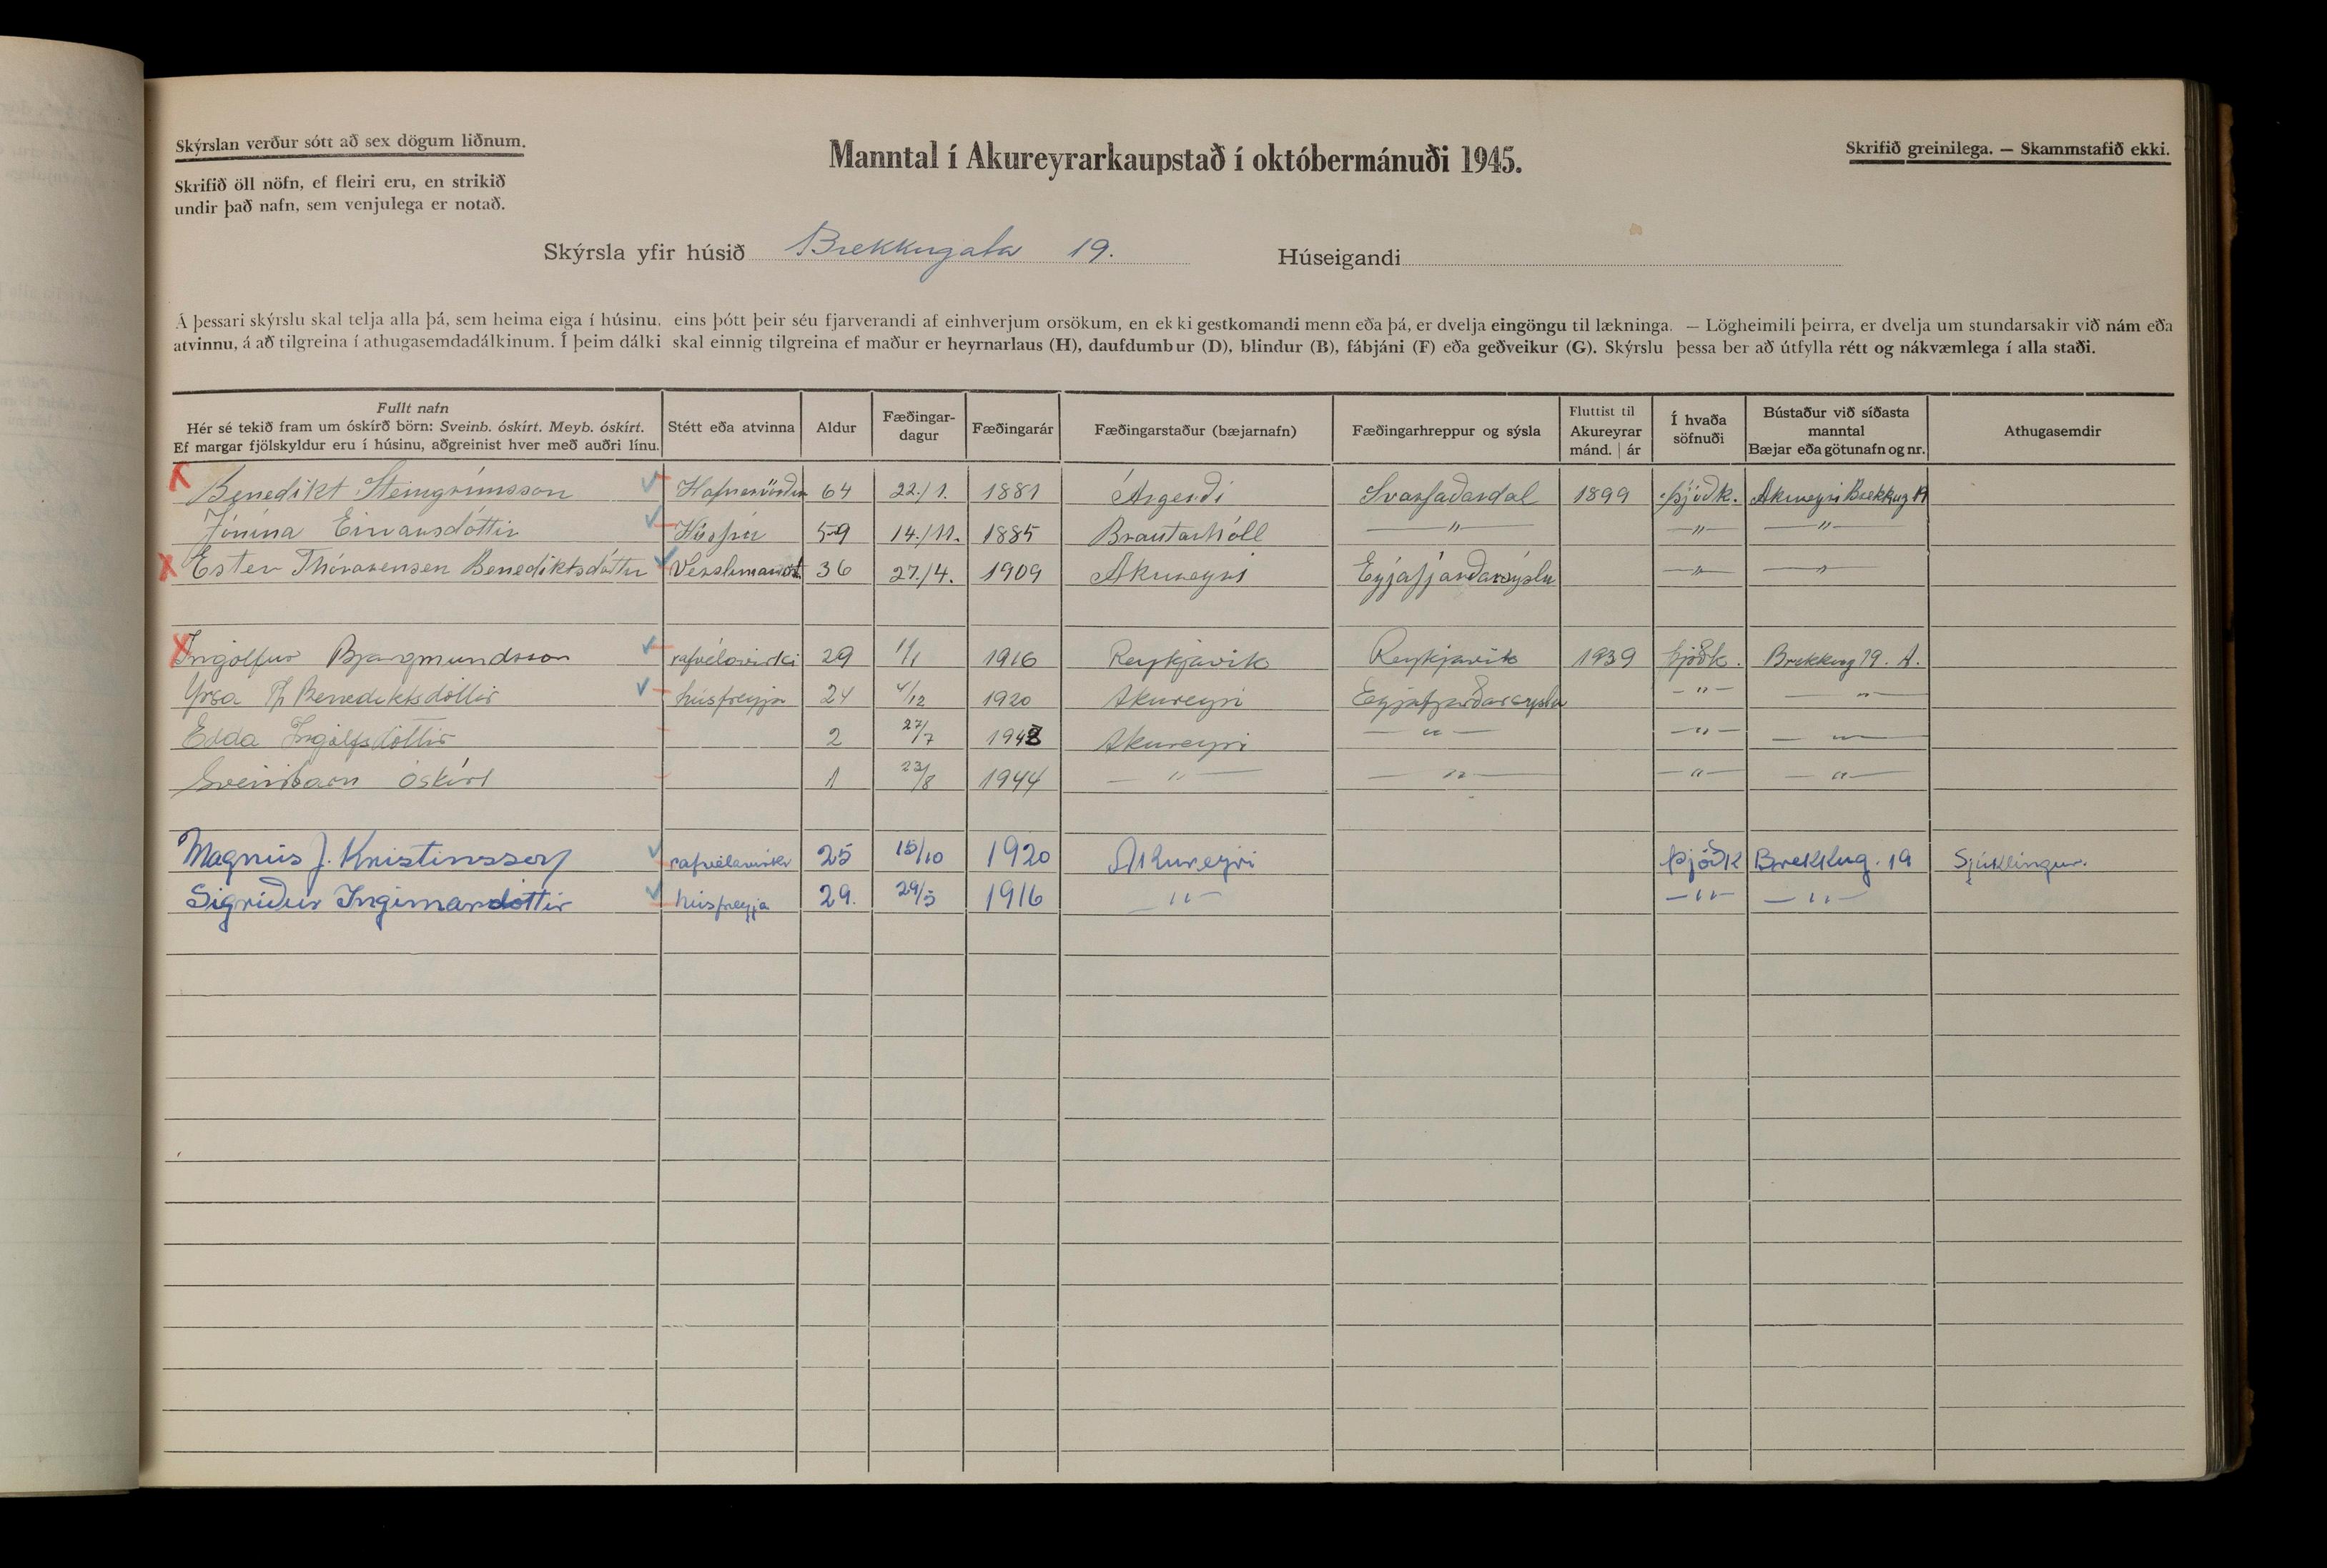 Skýrslan verður sótt að sex dögum liðnum.
Skrifið öll nöfn, ef fleiri eru, en strikið
undir það nafn, sem venjulega er notað.
Manntal í Akureyrarkaupstað í októbermánuði 1945.
Skrifið greinilega. — Skammstafið ekki.
Skýrsla yfir húsið Brekkugata 19. Húseigandi
Á þessari skýrslu skal telja alla þá, sem heima eiga í húsinu, eins þótt þeir séu fjarverandi af einhverjum orsökum, en ekki gestkomandi menn eða þá, er dvelja eingöngu til lækninga. — Lögheimili þeirra, er dvelja um stundarsakir við nám eða
atvinnu, á að tilgreina í athugasemdadálkinum. Í þeim dálki skal einnig tilgreina ef maður er heyrnarlaus (H), daufdumbur (D), blindur (B), fábjáni (F) eða geðveikur (G). Skýrslu þessa ber að útfylla rétt og nákvæmlega í alla staði.
Fullt nafn
Hér sé tekið fram um óskírð börn: Sveinb. óskírt. Meyb. óskírt.
Ef margar fjölskyldur eru í húsinu, aðgreinist hver með auðri línu.
Stétt eða atvinna
Aldur
Fæðingar-
dagur
Fæðingarár
Fæðingarstaður (bæjarnafn)
Fæðingarhreppur og sýsla
Fluttist til
Akureyrar
mánd. | ár
Í hvaða
söfnuði
Bústaður við síðasta
manntal
Bæjar eða götunafn og nr.
Athugasemdir
Benedikt Steingrímsson 64 22./1. 1881 Árgerði Svarfaðardal 1899 Þjóðk. Akureyri Brekkug 19
Jónína Einarsdóttir Húsfrú 59 14./11. 1885 Brautarhóll —"— —"— —"—
Ester Thórarensen Benediktsdóttir 36 27./4. 1909 Akureyri Eyjafjarðarsýslu —"— —"—
Ingólfur Bjargmundsson rafvélavirki 29 1/1 1916 Reykjavík Reykjavík 1939 þjóðk. Brekkug 19. A.
Yrsa Th Benediktsdóttir húsfreyja 24 4/12 1920 Akureyri Eyjafjarðarsýslu —"— —"—
Edda Ingólfsdóttir 2 27/7 1943 Akureyri —"— —"— —"—
Sveinbarn óskírt 1 23/8 1944 —"— —"— —"— —"—
Magnús J. Kristinsson rafvélavirki 25 15/10 1920 Akureyri Þjóðk Brekkug. 19 Sjúklingur.
Sigríður Ingimarsdóttir húsfreyja 29. 29/5 1916 —"— —"— —"—